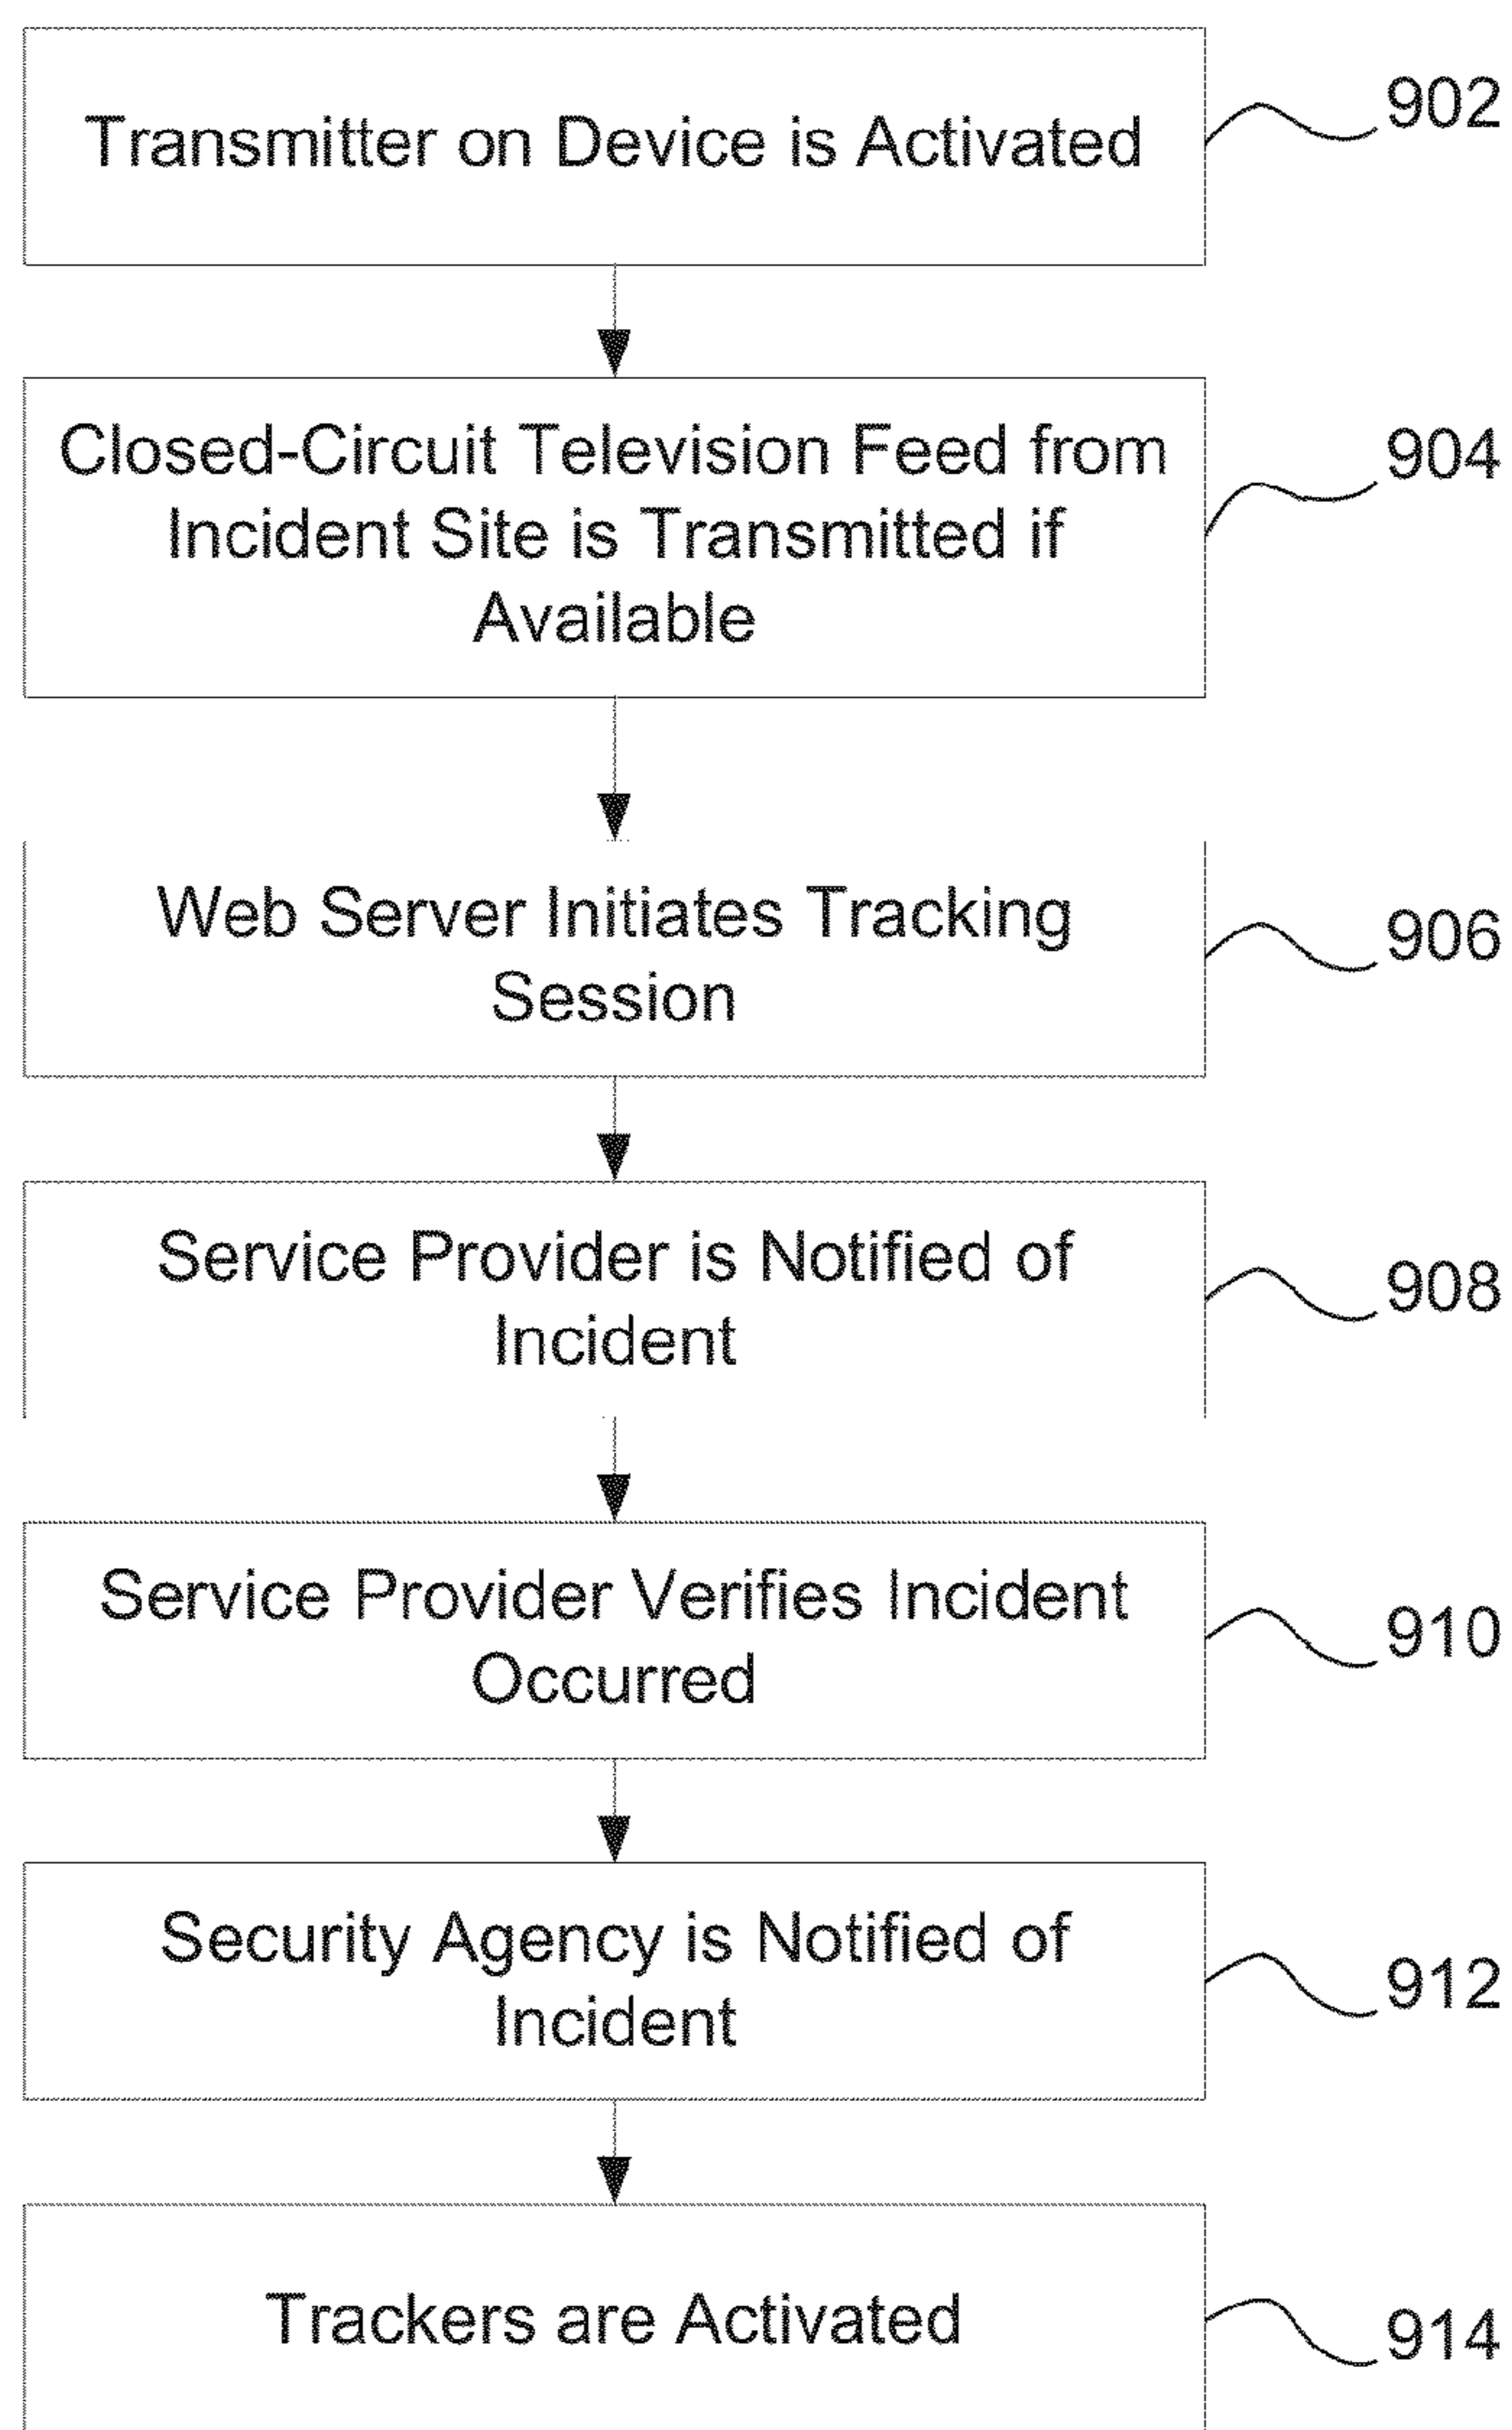 Transmitter on Device is Activated
902
Closed-Circuit Television Feed from
Incident Site is Transmitted if
Available
904
Web Server Initiates Tracking
Session
906
Service Provider is Notified of
Incident
908
Service Provider Verifies Incident
Occurred
910
Security Agency is Notified of
Incident
912
Trackers are Activated
914